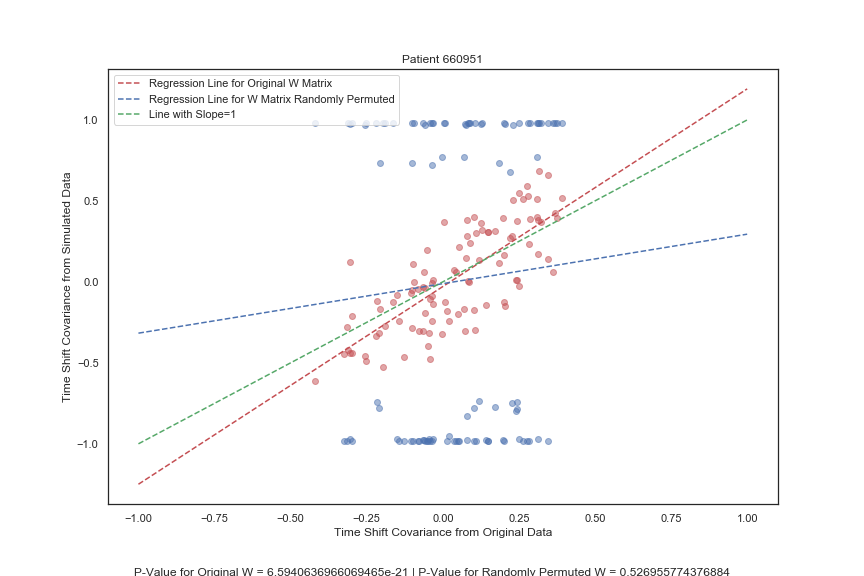 Patient 660951
Regression Line for Original W Matrix
Regression Line for W Matrix Randomly Permuted
Line with Slope=1
Time Shift Covariance from Simulated Data
1.0
0.5
0.0
−0.5
−1.0
−1.00 −0.75 −0.50 −0.25 0.00 0.25 0.50 0.75 1.00
Time Shift Covariance from Original Data
P-Value for Original W = 6.5940636966069465e-21 | P-Value for Randomly Permuted W = 0.526955774376884